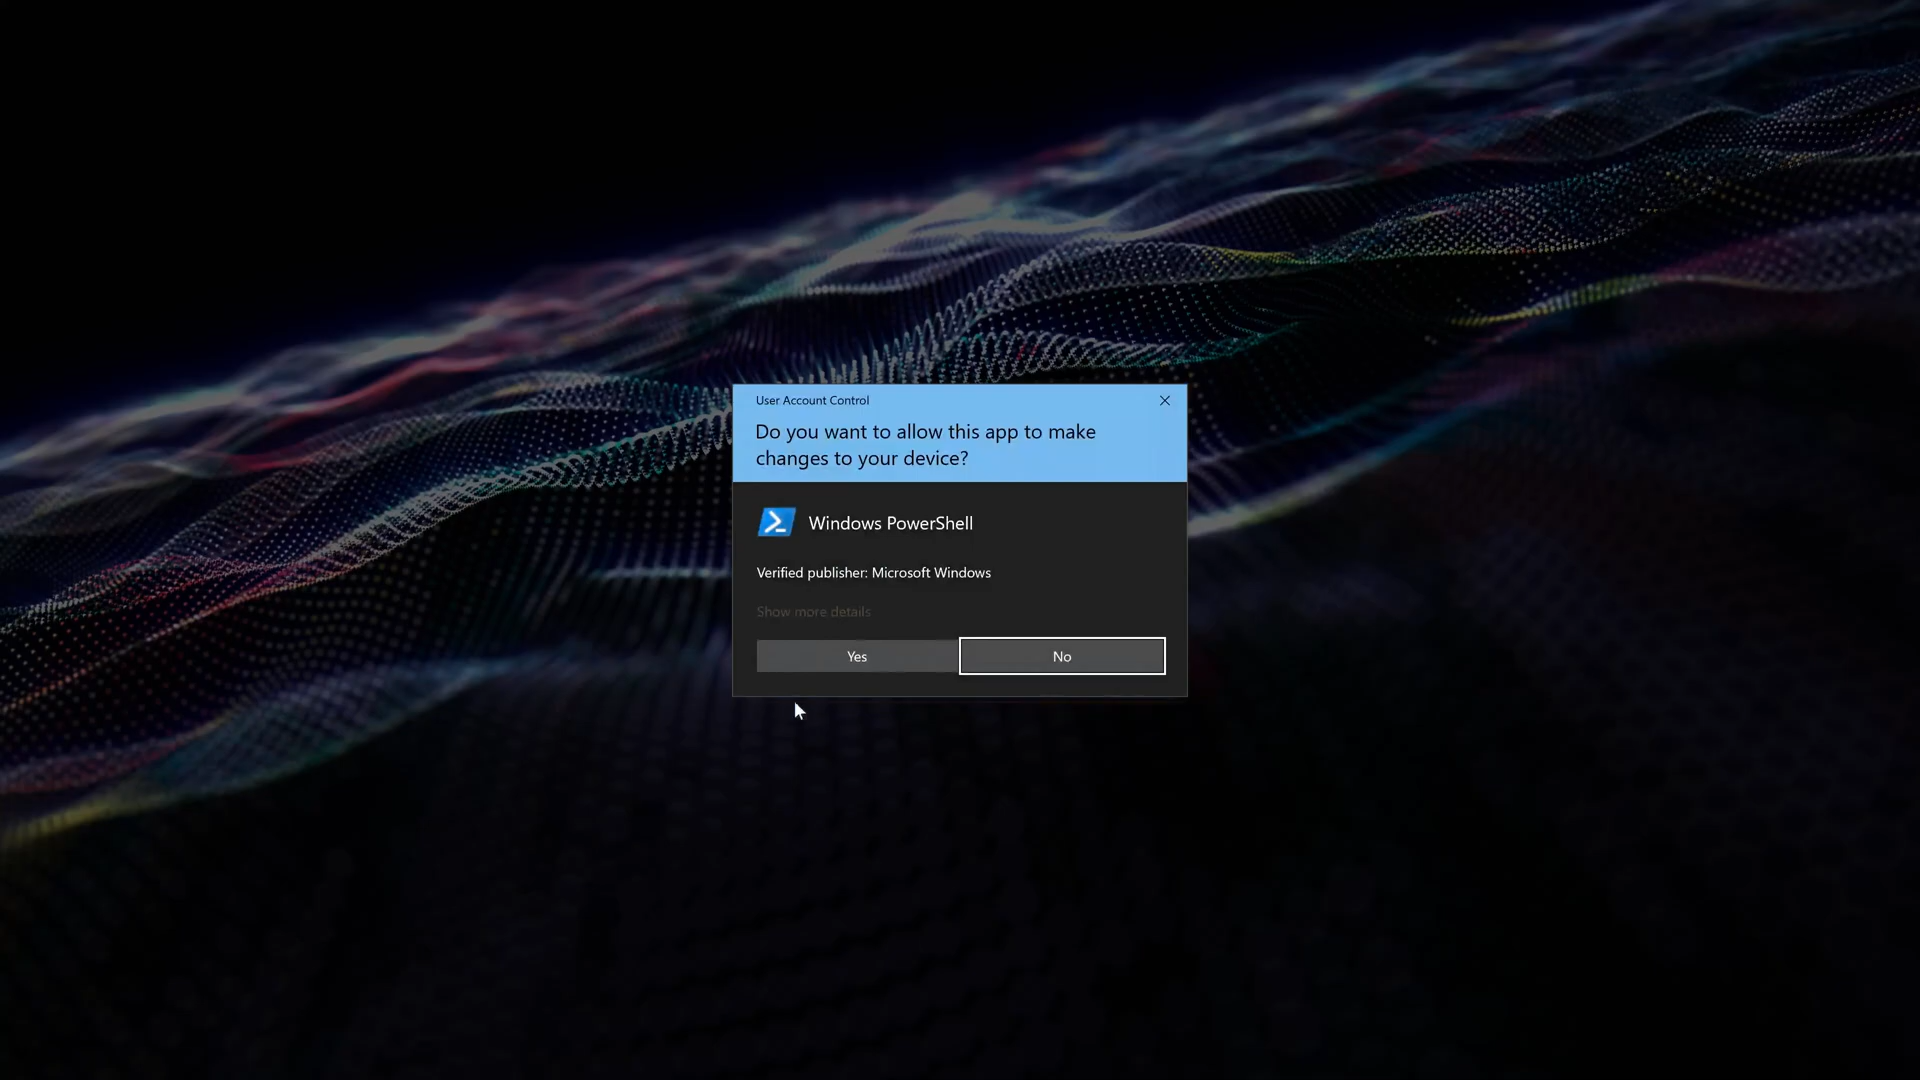 User Account Control
Do you want to allow this app to make
changes to your device?
Windows PowerShell
Verified publisher: Microsoft Windows
Show more details
Yes
No